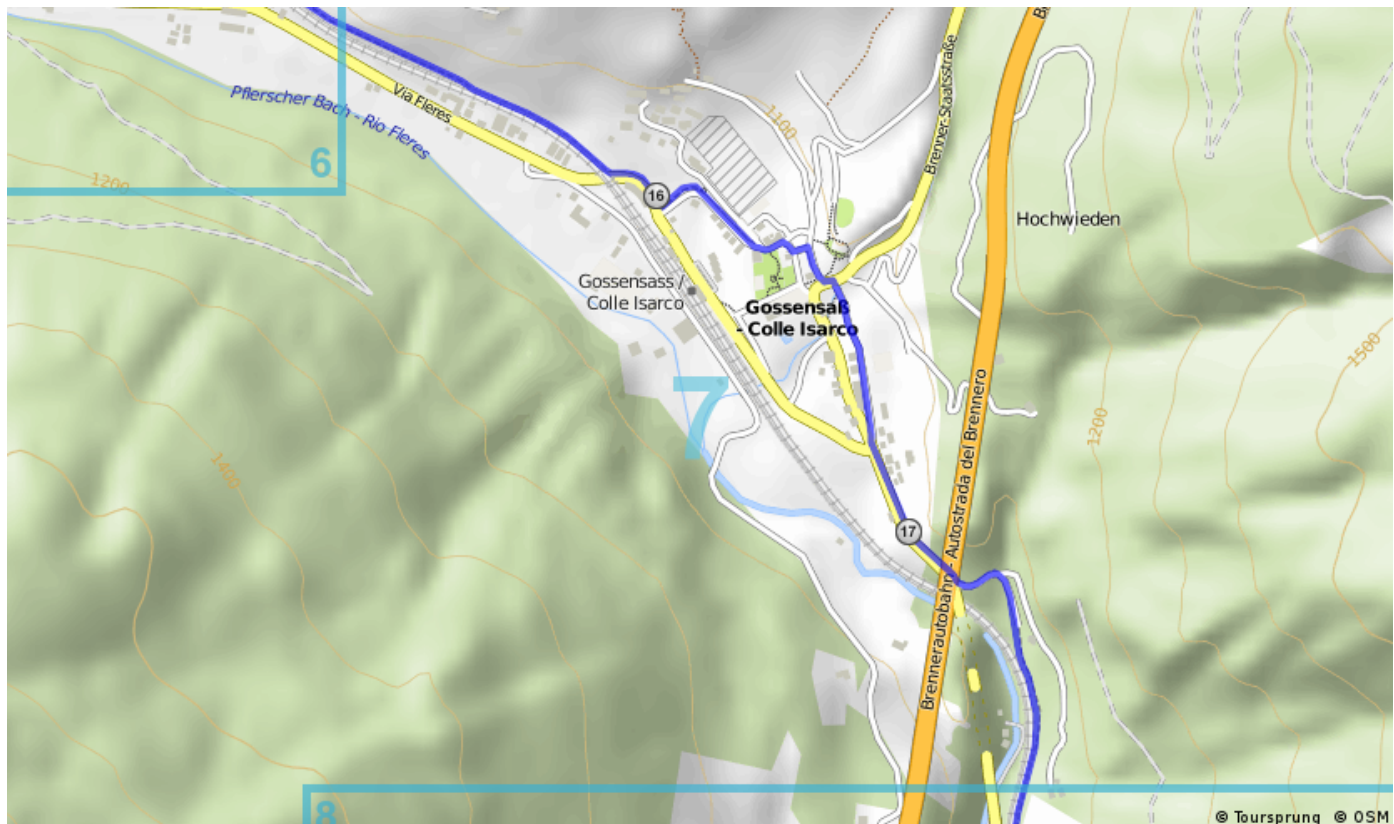 B
Via Fleres
Pflerscher Bach - Rio Fleres
6
1100
Brenner-Staatsstraße
1200
16
Hochwieden
Gossensass /
Colle Isarco
Gossensaß
- Colle Isarco
1500
7
1200
1400
17
Brennerautobahn - Autostrada del Brennero
8
© Toursprung © OSM